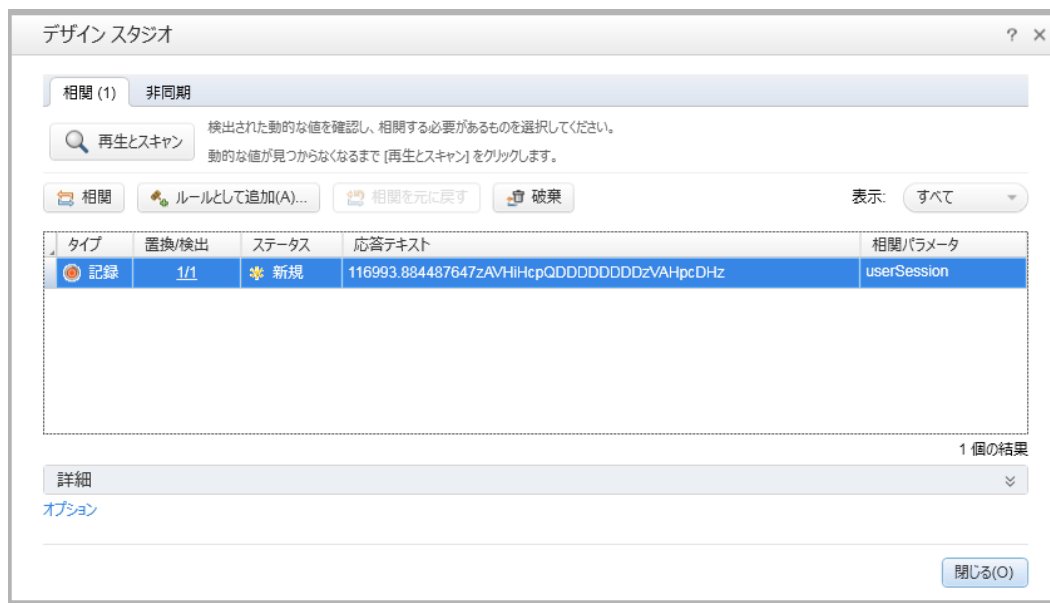 デザイン スタジオ
相関 (1) 非同期
再生とスキャン
検出された動的な値を確認し、相関する必要があるものを選択してください。
動的な値が見つからなくなるまで [再生とスキャン] をクリックします。
相関 ルールとして追加(A)... 相関を元に戻す 破棄 表示: すべて
タイプ 置換/検出 ステータス 応答テキスト 相関パラメータ
記録 1/1 新規 116993.884487647zAVHiHcpQDDDDDDDDzVAHpcDHz userSession
1 個の結果
詳細
オプション
閉じる(O)